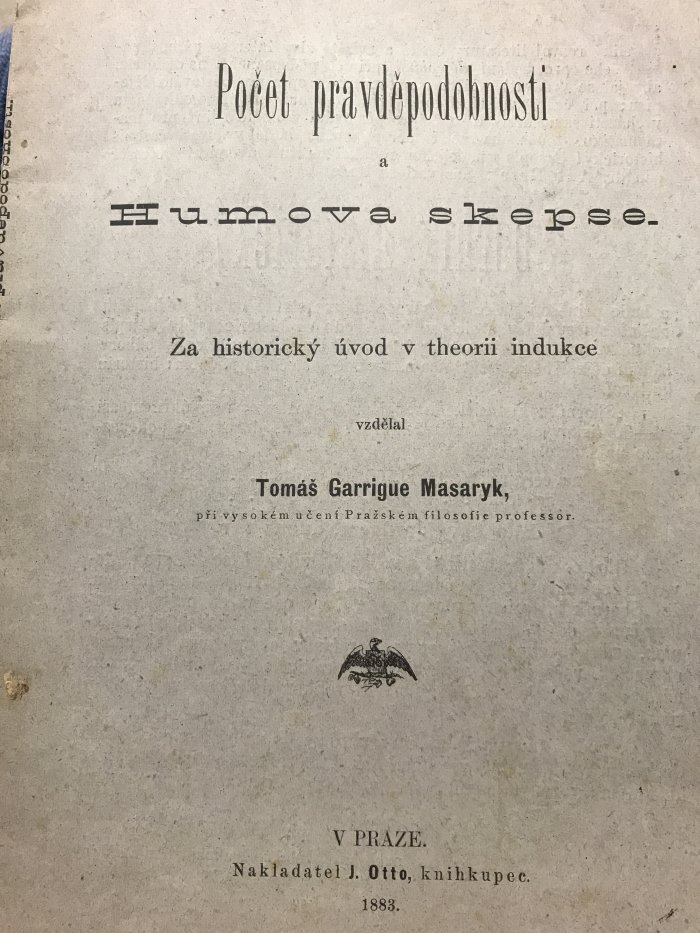 Počet pravděpodobnosti
a
Humova skepse.
Za historický úvod v theorii indukce
vzdělal
Tomáš Garrigue Masaryk,
při vysokém učení Pražském filosofie professor.
V PRAZE.
Nakladatel J. Otto, knihkupec.
1883.
pravděpodobnosti.